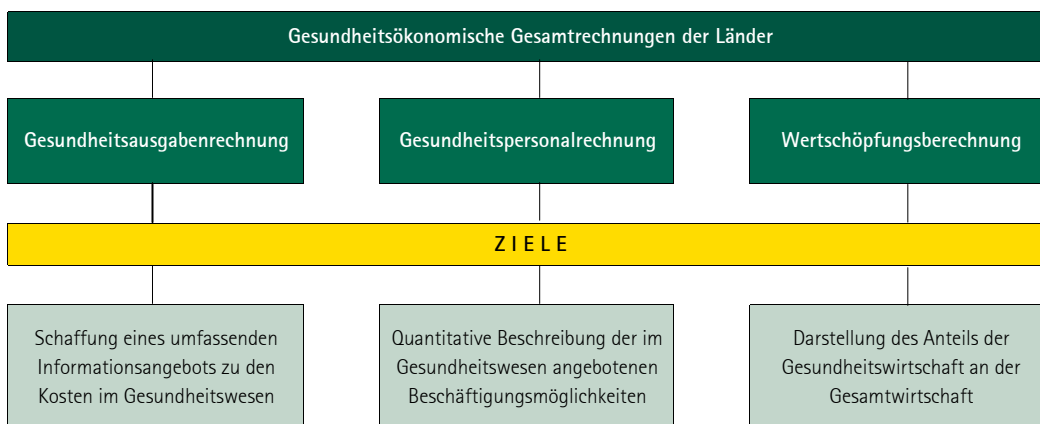 Gesundheitsökonomische Gesamtrechnungen der Länder
Gesundheitsausgabenrechnung
Gesundheitspersonalrechnung
Wertschöpfungsberechnung
ZIELE
Schaffung eines umfassenden
Informationsangebots zu den
Kosten im Gesundheitswesen
Quantitative Beschreibung der im
Gesundheitswesen angebotenen
Beschäftigungsmöglichkeiten
Darstellung des Anteils der
Gesundheitswirtschaft an der
Gesamtwirtschaft